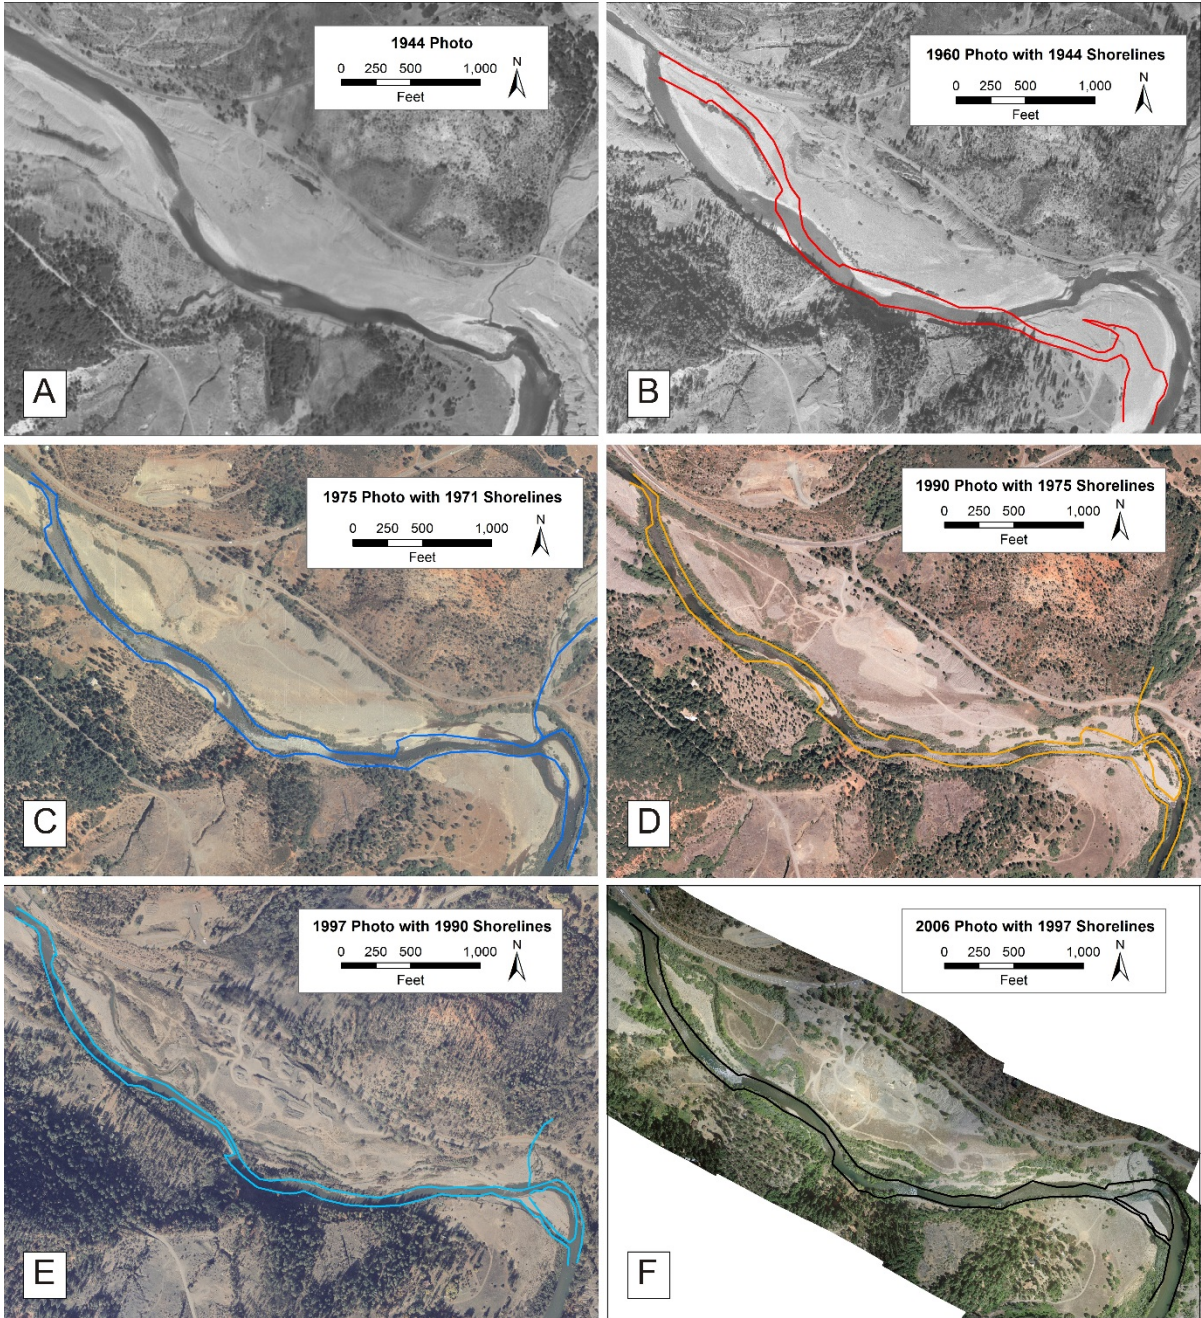 1944 Photo
0 250 500 1,000
Feet
N
A
1960 Photo with 1944 Shorelines
0 250 500 1,000
Feet
N
B
1975 Photo with 1971 Shorelines
0 250 500 1,000
Feet
N
C
1990 Photo with 1975 Shorelines
0 250 500 1,000
Feet
N
D
1997 Photo with 1990 Shorelines
0 250 500 1,000
Feet
N
E
2006 Photo with 1997 Shorelines
0 250 500 1,000
Feet
N
F